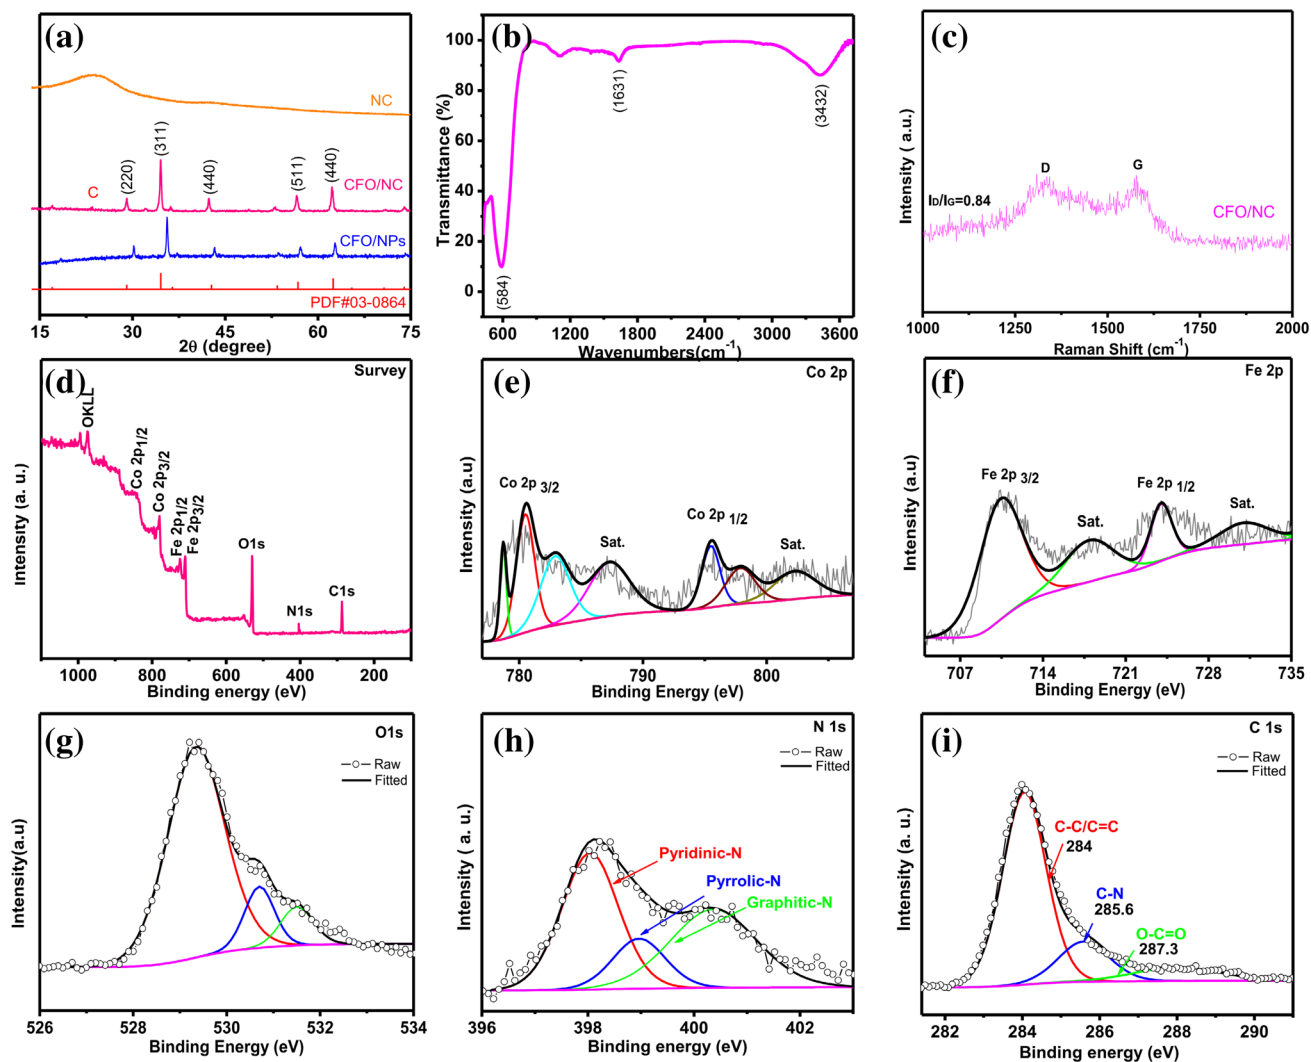 (a)
NC
(220)
(311)
(440)
(511)
(440)
C
CFO/NC
CFO/NPs
PDF#03-0864
15 30 45 60 75
2θ (degree)
(b)
Transmittance (%)
100
80
60
40
20
0
(584)
(1631)
(3432)
600 1200 1800 2400 3000 3600
Wavenumbers(cm-1)
(c)
Intensity ( a.u.)
D
G
ID/IG=0.84
CFO/NC
1000 1250 1500 1750 2000
Raman Shift (cm-1)
(d)
Survey
Intensity (a. u.)
OKLL
Co 2p1/2
Co 2p3/2
Fe 2p1/2
Fe 2p3/2
O1s
N1s
C1s
1000 800 600 400 200
Binding energy (eV)
(e)
Co 2p
Intensity (a.u)
Co 2p 3/2
Sat.
Co 2p 1/2
Sat.
780 790 800
Binding energy (eV)
(f)
Fe 2p
Intensity (a.u)
Fe 2p 3/2
Sat.
Fe 2p 1/2
Sat.
707 714 721 728 735
Binding Energy (eV)
(g)
O1s
Raw
Fitted
Intensity(a.u)
526 528 530 532 534
Binding Energy (eV)
(h)
N 1s
Raw
Fitted
Intensity ( a. u.)
Pyridinic-N
Pyrrolic-N
Graphitic-N
396 398 400 402
Binding Energy (eV)
(i)
C 1s
Raw
Fitted
Intensity ( a. u.)
C-C/C=C
284
C-N
285.6
O-C=O
287.3
282 284 286 288 290
Binding energy (eV)